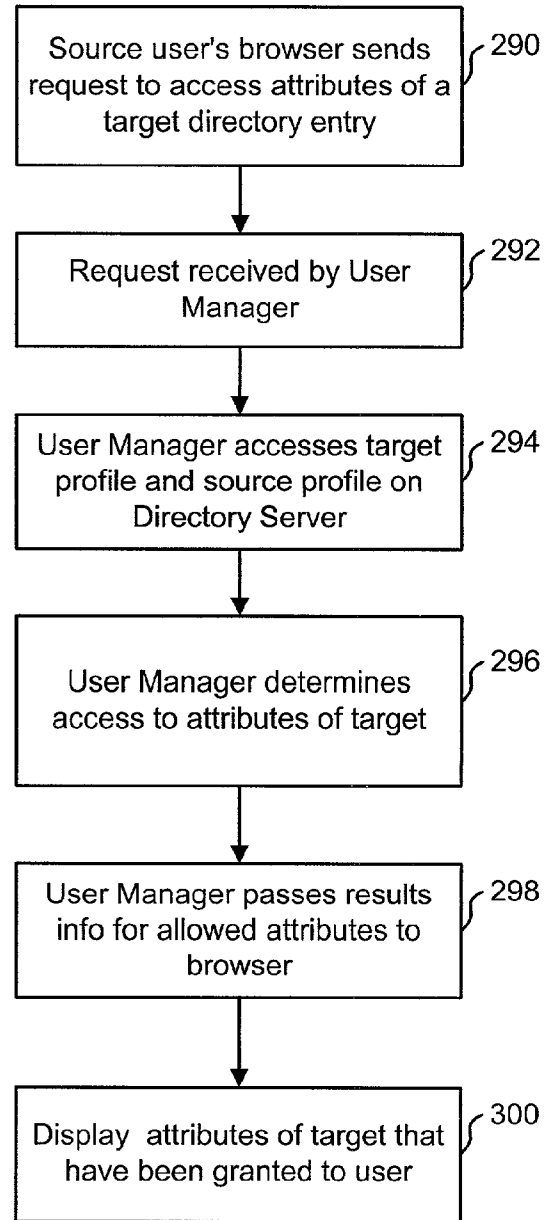 Source user's browser sends
request to access attributes of a
target directory entry
290
Request received by User
Manager
292
User Manager accesses target
profile and source profile on
Directory Server
294
User Manager determines
access to attributes of target
296
User Manager passes results
info for allowed attributes to
browser
298
Display attributes of target that
have been granted to user
300